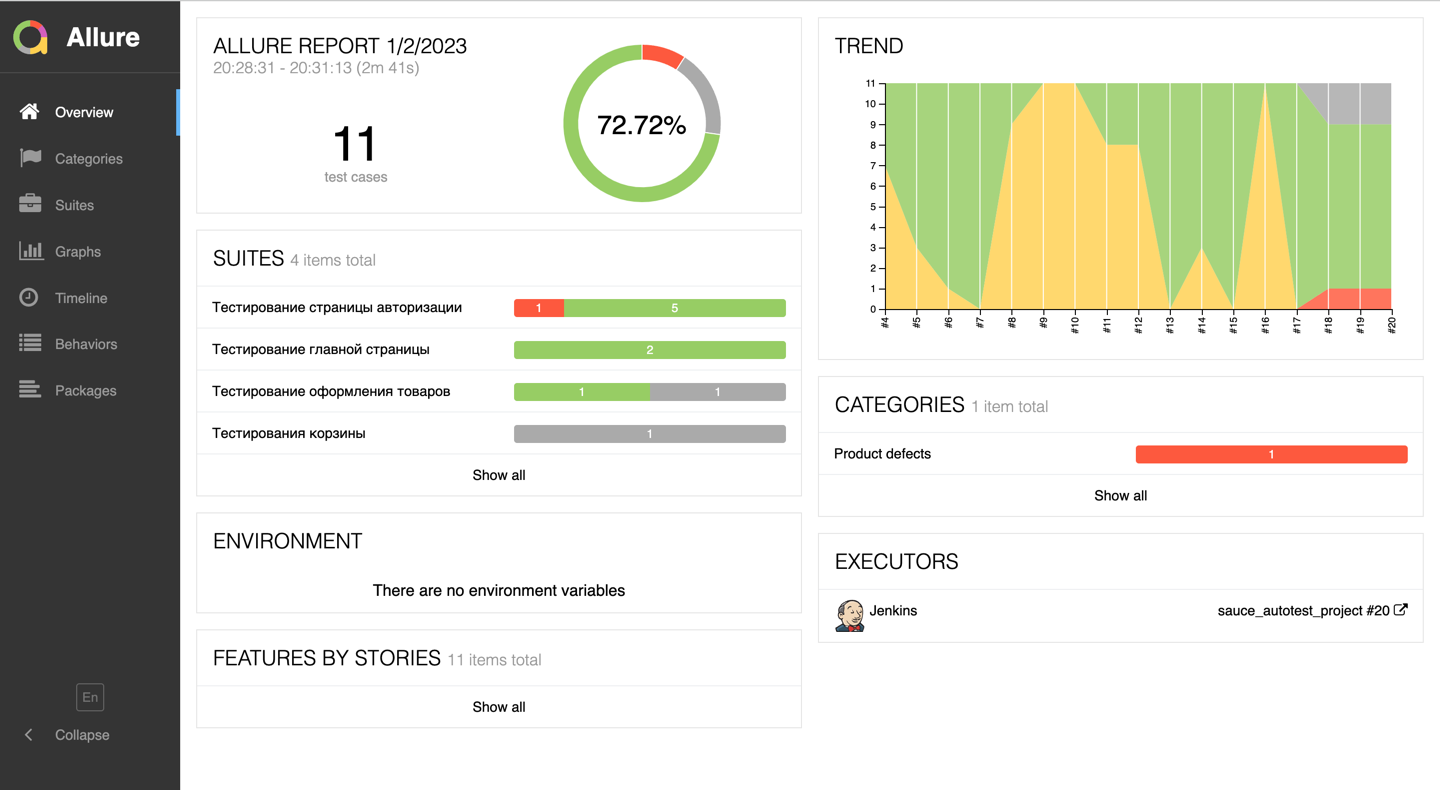 Allure
Overview
Categories
Suites
Graphs
Timeline
Behaviors
Packages
En
Collapse
ALLURE REPORT 1/2/2023
20:28:31 - 20:31:13 (2m 41s)
11
test cases
72.72%
SUITES 4 items total
Тестирование страницы авторизации 1 5
Тестирование главной страницы 2
Тестирование оформления товаров 1 1
Тестирования корзины 1
Show all
ENVIRONMENT
There are no environment variables
FEATURES BY STORIES 11 items total
Show all
TREND
11
10
9
8
7
6
5
4
3
2
1
0
#4 #5 #6 #7 #8 #9 #10 #11 #12 #13 #14 #15 #16 #17 #18 #19 #20
CATEGORIES 1 item total
Product defects 1
Show all
EXECUTORS
Jenkins sauce_autotest_project #20